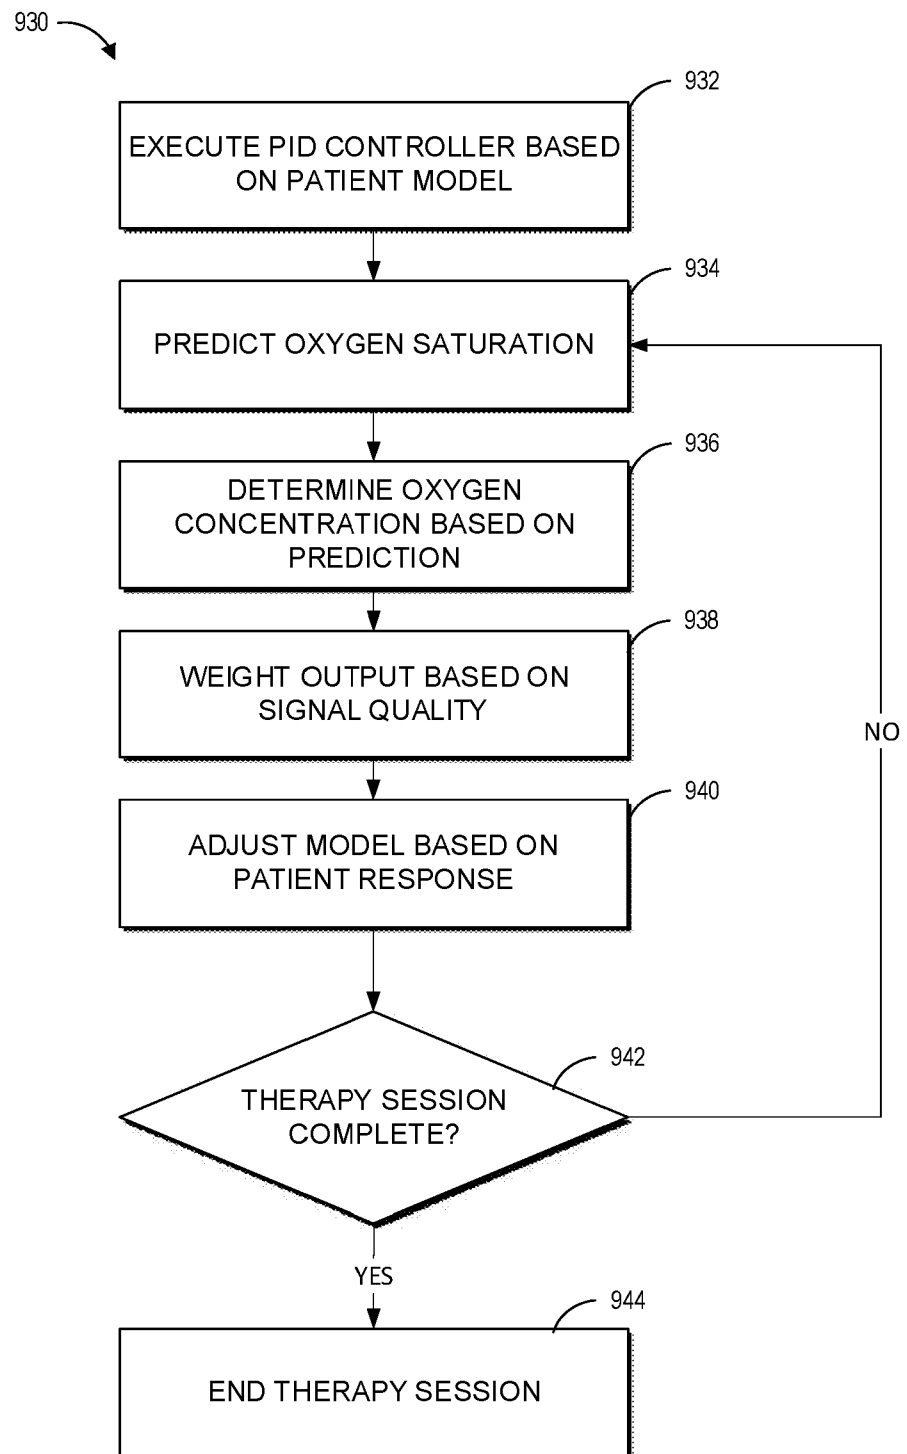 930
932
EXECUTE PID CONTROLLER BASED
ON PATIENT MODEL
934
PREDICT OXYGEN SATURATION
936
DETERMINE OXYGEN
CONCENTRATION BASED ON
PREDICTION
938
WEIGHT OUTPUT BASED ON
SIGNAL QUALITY
NO
940
ADJUST MODEL BASED ON
PATIENT RESPONSE
942
THERAPY SESSION
COMPLETE?
YES
944
END THERAPY SESSION